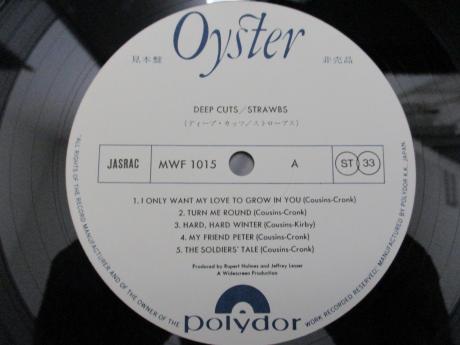 Oyster
見本盤 非売品
DEEP CUTS/STRAWBS
(ディープ・カッツ/ストローブス)
JASRAC MWF 1015 A ST 33
1. I ONLY WANT MY LOVE TO GROW IN YOU (Cousins-Cronk)
2. TURN ME ROUND (Cousins-Cronk)
3. HARD, HARD WINTER (Cousins-Kirby)
4. MY FRIEND PETER (Cousins-Cronk)
5. THE SOLDIERS' TALE (Cousins-Cronk)
Produced by Rupert Holmes and Jeffrey Lesser
A Widescreen Production
polydor
"ALL RIGHTS OF THE RECORD MANUFACTURER AND OF THE OWNER OF THE WORK RECORDED RESERVED." MANUFACTURED BY POLYDOR K.K., JAPAN